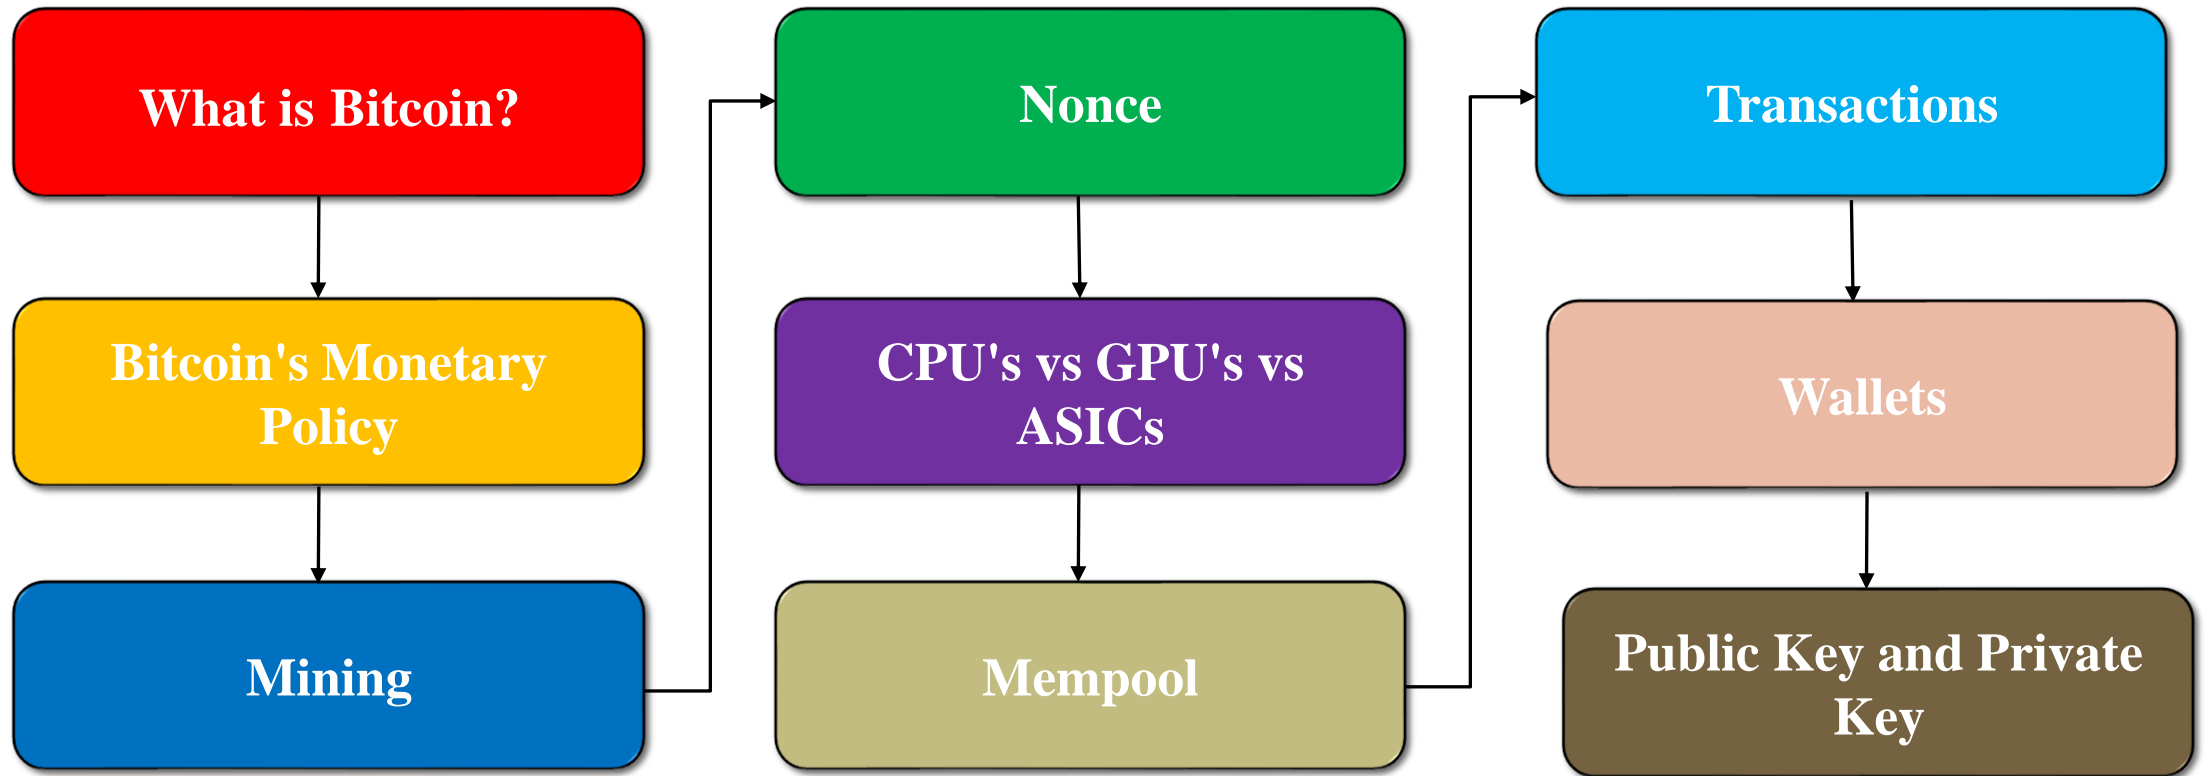 What is Bitcoin?
Bitcoin's Monetary
Policy
Mining
Nonce
CPU's vs GPU's vs
ASICs
Mempool
Transactions
Wallets
Public Key and Private
Key